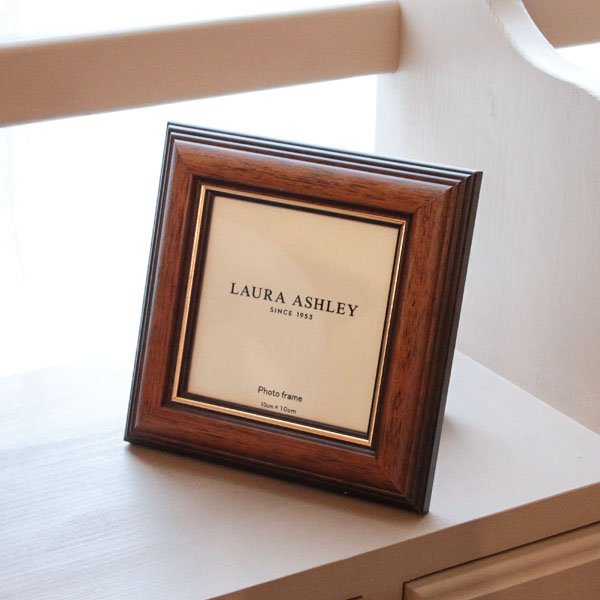 LAURA ASHLEY
SINCE 1953
Photo frame
10cm × 10cm